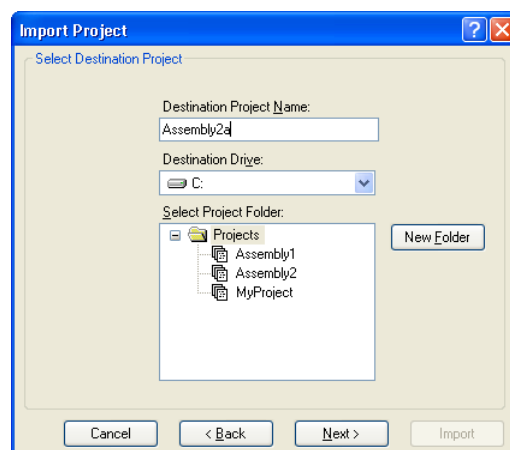 Import Project
Select Destination Project
Destination Project Name:
Assembly2a
Destination Drive:
C:
Select Project Folder:
Projects
New Folder
Assembly1
Assembly2
MyProject
Cancel
< Back
Next >
Import